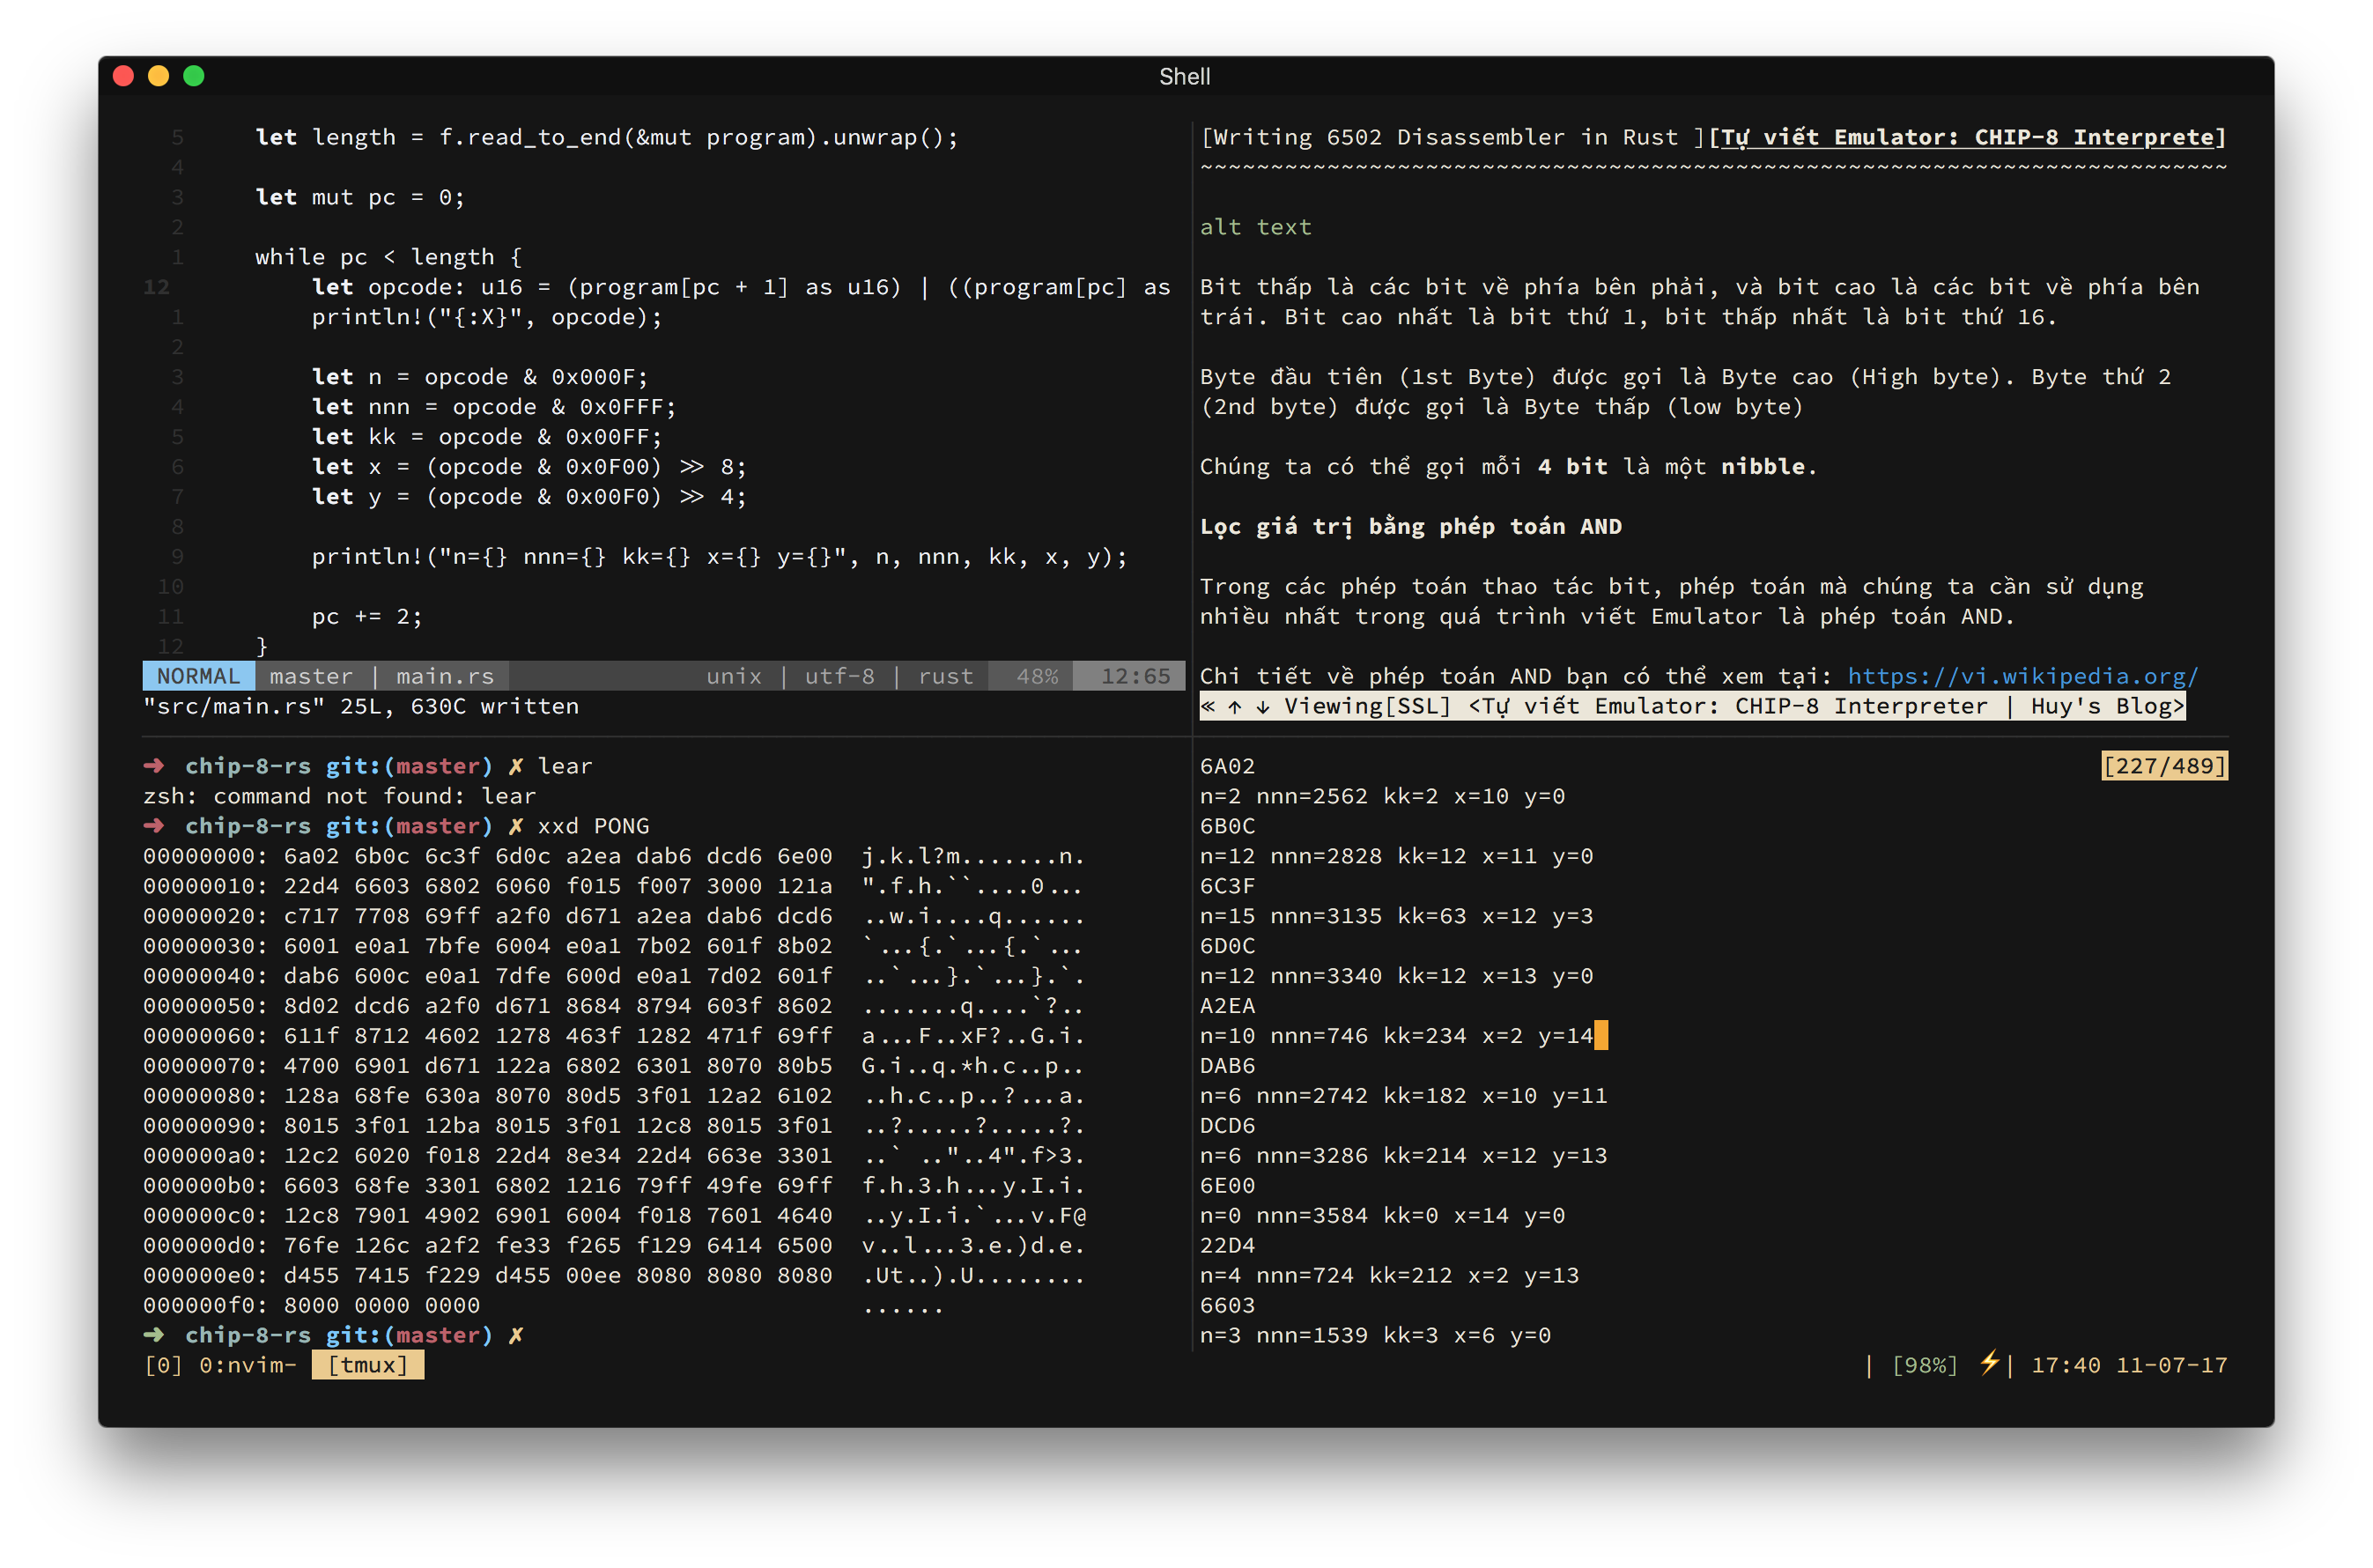 Shell
5 let length = f.read_to_end(&mut program).unwrap();
4
3 let mut pc = 0;
2
1 while pc < length {
12 let opcode: u16 = (program[pc + 1] as u16) | ((program[pc] as
1 println!("{:X}", opcode);
2
3 let n = opcode & 0x000F;
4 let nnn = opcode & 0x0FFF;
5 let kk = opcode & 0x00FF;
6 let x = (opcode & 0x0F00) >> 8;
7 let y = (opcode & 0x00F0) >> 4;
8
9 println!("n={} nnn={} kk={} x={} y={}", n, nnn, kk, x, y);
10
11 pc += 2;
12 }
NORMAL master | main.rs unix | utf-8 | rust 48% 12:65
"src/main.rs" 25L, 630C written
[Writing 6502 Disassembler in Rust ][Tự viết Emulator: CHIP-8 Interprete]
~~~~~~~~~~~~~~~~~~~~~~~~~~~~~~~~~~~~~~~~~~~~~~~~~~~~~~~~~~~~~~~~~~~~~~~~~
alt text
Bit thấp là các bit về phía bên phải, và bit cao là các bit về phía bên
trái. Bit cao nhất là bit thứ 1, bit thấp nhất là bit thứ 16.
Byte đầu tiên (1st Byte) được gọi là Byte cao (High byte). Byte thứ 2
(2nd byte) được gọi là Byte thấp (low byte)
Chúng ta có thể gọi mỗi 4 bit là một nibble.
Lọc giá trị bằng phép toán AND
Trong các phép toán thao tác bit, phép toán mà chúng ta cần sử dụng
nhiều nhất trong quá trình viết Emulator là phép toán AND.
Chi tiết về phép toán AND bạn có thể xem tại: https://vi.wikipedia.org/
« ↑ ↓ Viewing[SSL] <Tự viết Emulator: CHIP-8 Interpreter | Huy's Blog>
➜ chip-8-rs git:(master) ✗ lear
zsh: command not found: lear
➜ chip-8-rs git:(master) ✗ xxd PONG
00000000: 6a02 6b0c 6c3f 6d0c a2ea dab6 dcd6 6e00 j.k.l?m.......n.
00000010: 22d4 6603 6802 6060 f015 f007 3000 121a ".f.h.``....0...
00000020: c717 7708 69ff a2f0 d671 a2ea dab6 dcd6 ..w.i....q......
00000030: 6001 e0a1 7bfe 6004 e0a1 7b02 601f 8b02 `...{.`...{.`...
00000040: dab6 600c e0a1 7dfe 600d e0a1 7d02 601f ..`...}.`...}.`.
00000050: 8d02 dcd6 a2f0 d671 8684 8794 603f 8602 .......q....`?..
00000060: 611f 8712 4602 1278 463f 1282 471f 69ff a...F..xF?..G.i.
00000070: 4700 6901 d671 122a 6802 6301 8070 80b5 G.i..q.*h.c..p..
00000080: 128a 68fe 630a 8070 80d5 3f01 12a2 6102 ..h.c..p..?...a.
00000090: 8015 3f01 12ba 8015 3f01 12c8 8015 3f01 ..?.....?.....?.
000000a0: 12c2 6020 f018 22d4 8e34 22d4 663e 3301 ..` .."..4".f>3.
000000b0: 6603 68fe 3301 6802 1216 79ff 49fe 69ff f.h.3.h...y.I.i.
000000c0: 12c8 7901 4902 6901 6004 f018 7601 4640 ..y.I.i.`...v.F@
000000d0: 76fe 126c a2f2 fe33 f265 f129 6414 6500 v..l...3.e.)d.e.
000000e0: d455 7415 f229 d455 00ee 8080 8080 8080 .Ut..).U........
000000f0: 8000 0000 0000 ......
➜ chip-8-rs git:(master) ✗
6A02 [227/489]
n=2 nnn=2562 kk=2 x=10 y=0
6B0C
n=12 nnn=2828 kk=12 x=11 y=0
6C3F
n=15 nnn=3135 kk=63 x=12 y=3
6D0C
n=12 nnn=3340 kk=12 x=13 y=0
A2EA
n=10 nnn=746 kk=234 x=2 y=14
DAB6
n=6 nnn=2742 kk=182 x=10 y=11
DCD6
n=6 nnn=3286 kk=214 x=12 y=13
6E00
n=0 nnn=3584 kk=0 x=14 y=0
22D4
n=4 nnn=724 kk=212 x=2 y=13
6603
n=3 nnn=1539 kk=3 x=6 y=0
[0] 0:nvim- [tmux] | [98%] ⚡| 17:40 11-07-17